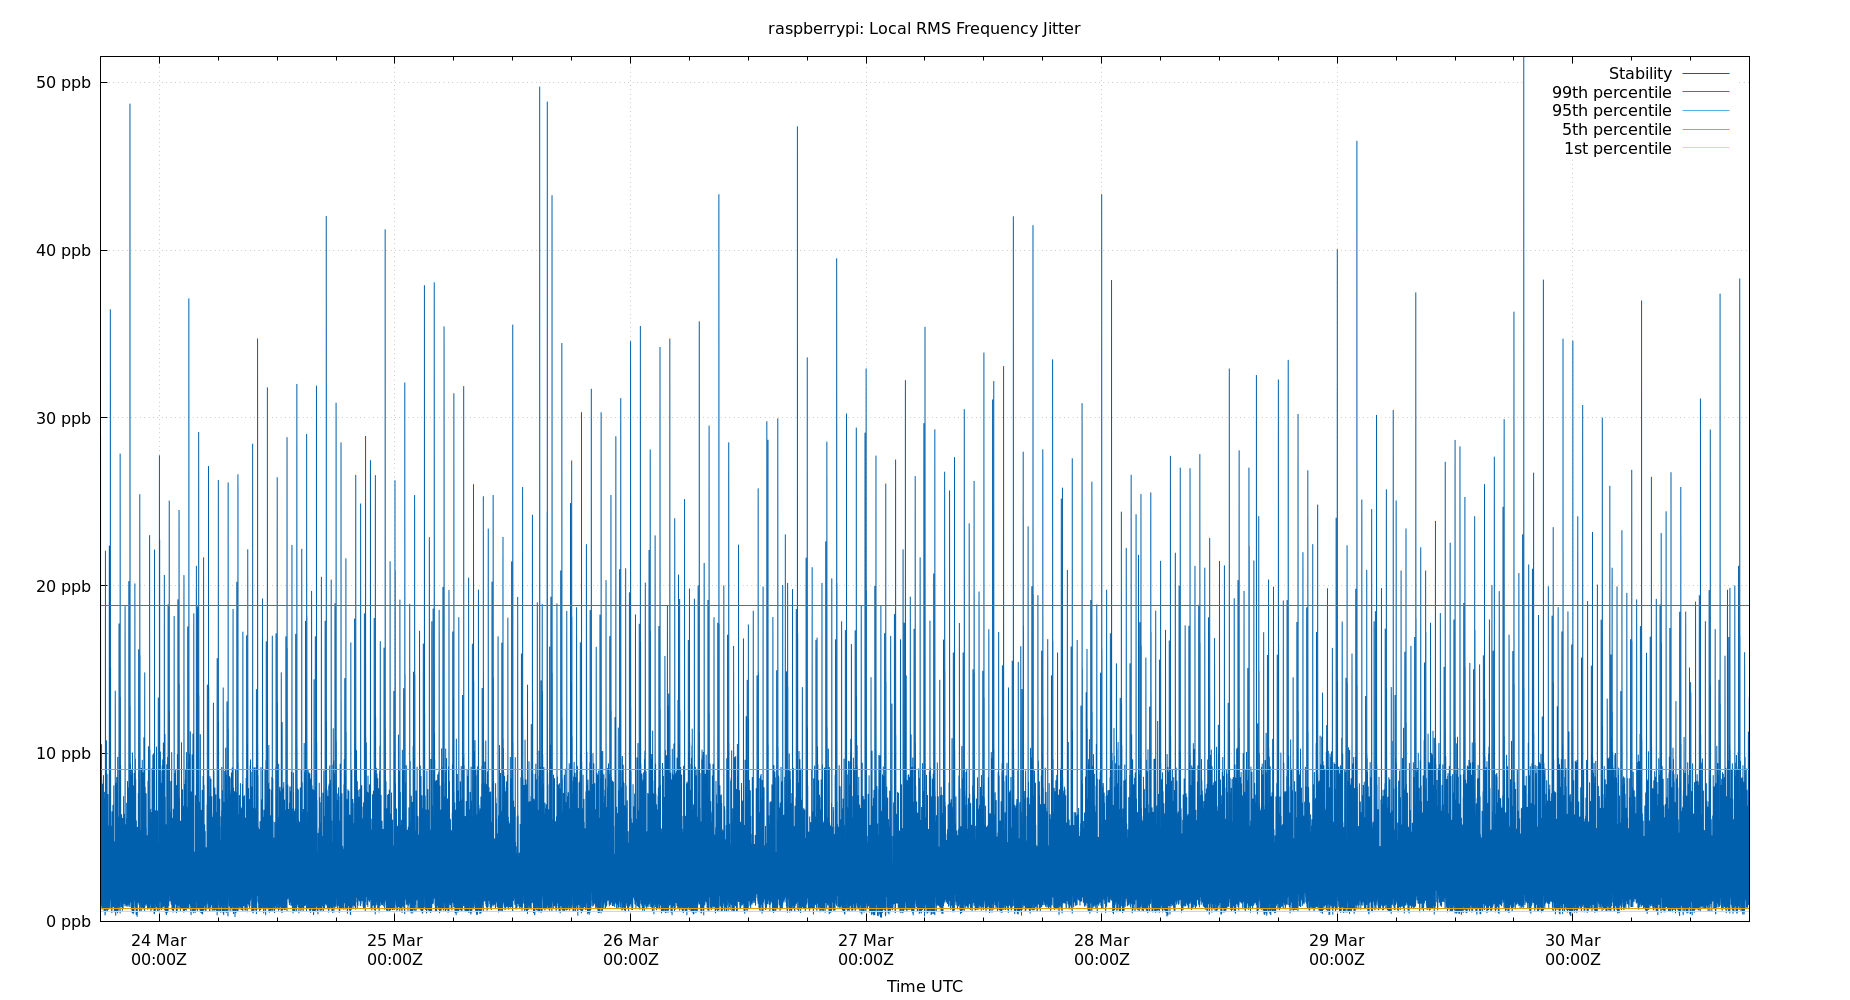 raspberrypi: Local RMS Frequency Jitter
50 ppb
40 ppb
30 ppb
20 ppb
10 ppb
0 ppb
Stability
99th percentile
95th percentile
5th percentile
1st percentile
24 Mar
00:00Z
25 Mar
00:00Z
26 Mar
00:00Z
27 Mar
00:00Z
28 Mar
00:00Z
29 Mar
00:00Z
30 Mar
00:00Z
Time UTC